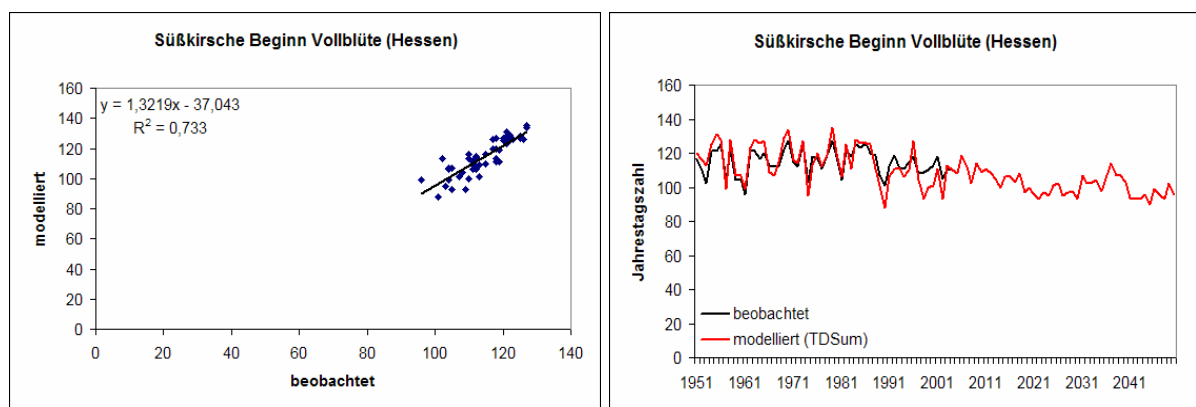 Süßkirsche Beginn Vollblüte (Hessen)
160
y = 1,3219x - 37,043
R² = 0,733
140
120
100
80
60
40
20
0
modelliert
0 20 40 60 80 100 120 140
beobachtet
Süßkirsche Beginn Vollblüte (Hessen)
160
140
120
100
80
60
40
20
0
Jahrestagszahl
beobachtet
modelliert (TDSum)
1951 1961 1971 1981 1991 2001 2011 2021 2031 2041